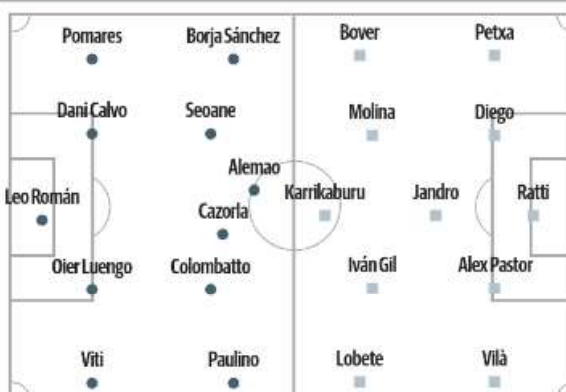 Pomares Borja Sánchez Bover Petxa
Dani Calvo Seoane Molina Diego
Alemao
Leo Román Karrikaburu Jandro Ratti
Cazorla
Oier Luengo Colombatto Iván Gil Alex Pastor
Viti Paulino Lobete Vilà